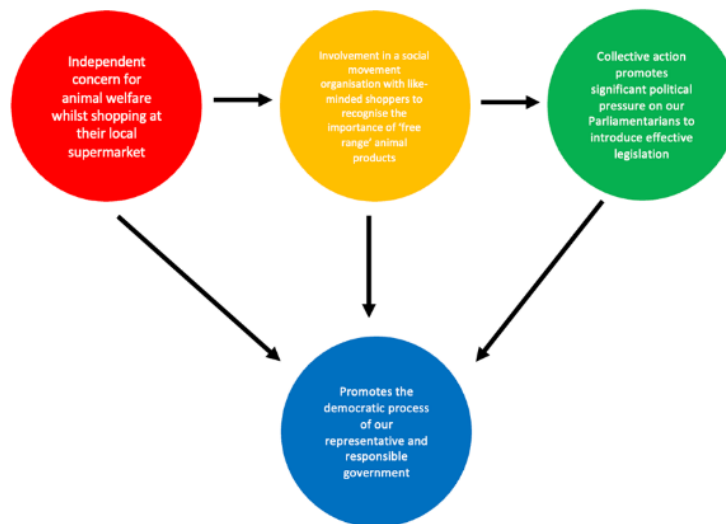 Independent
concern for
animal welfare
whilst shopping at
their local
supermarket
Involvement in a social
movement
organisation with like-
minded shoppers to
recognise the
importance of 'free
range' animal
products
Collective action
promotes
significant political
pressure on our
Parliamentarians to
introduce effective
legislation
Promotes the
democratic process
of our
representative and
responsible
government